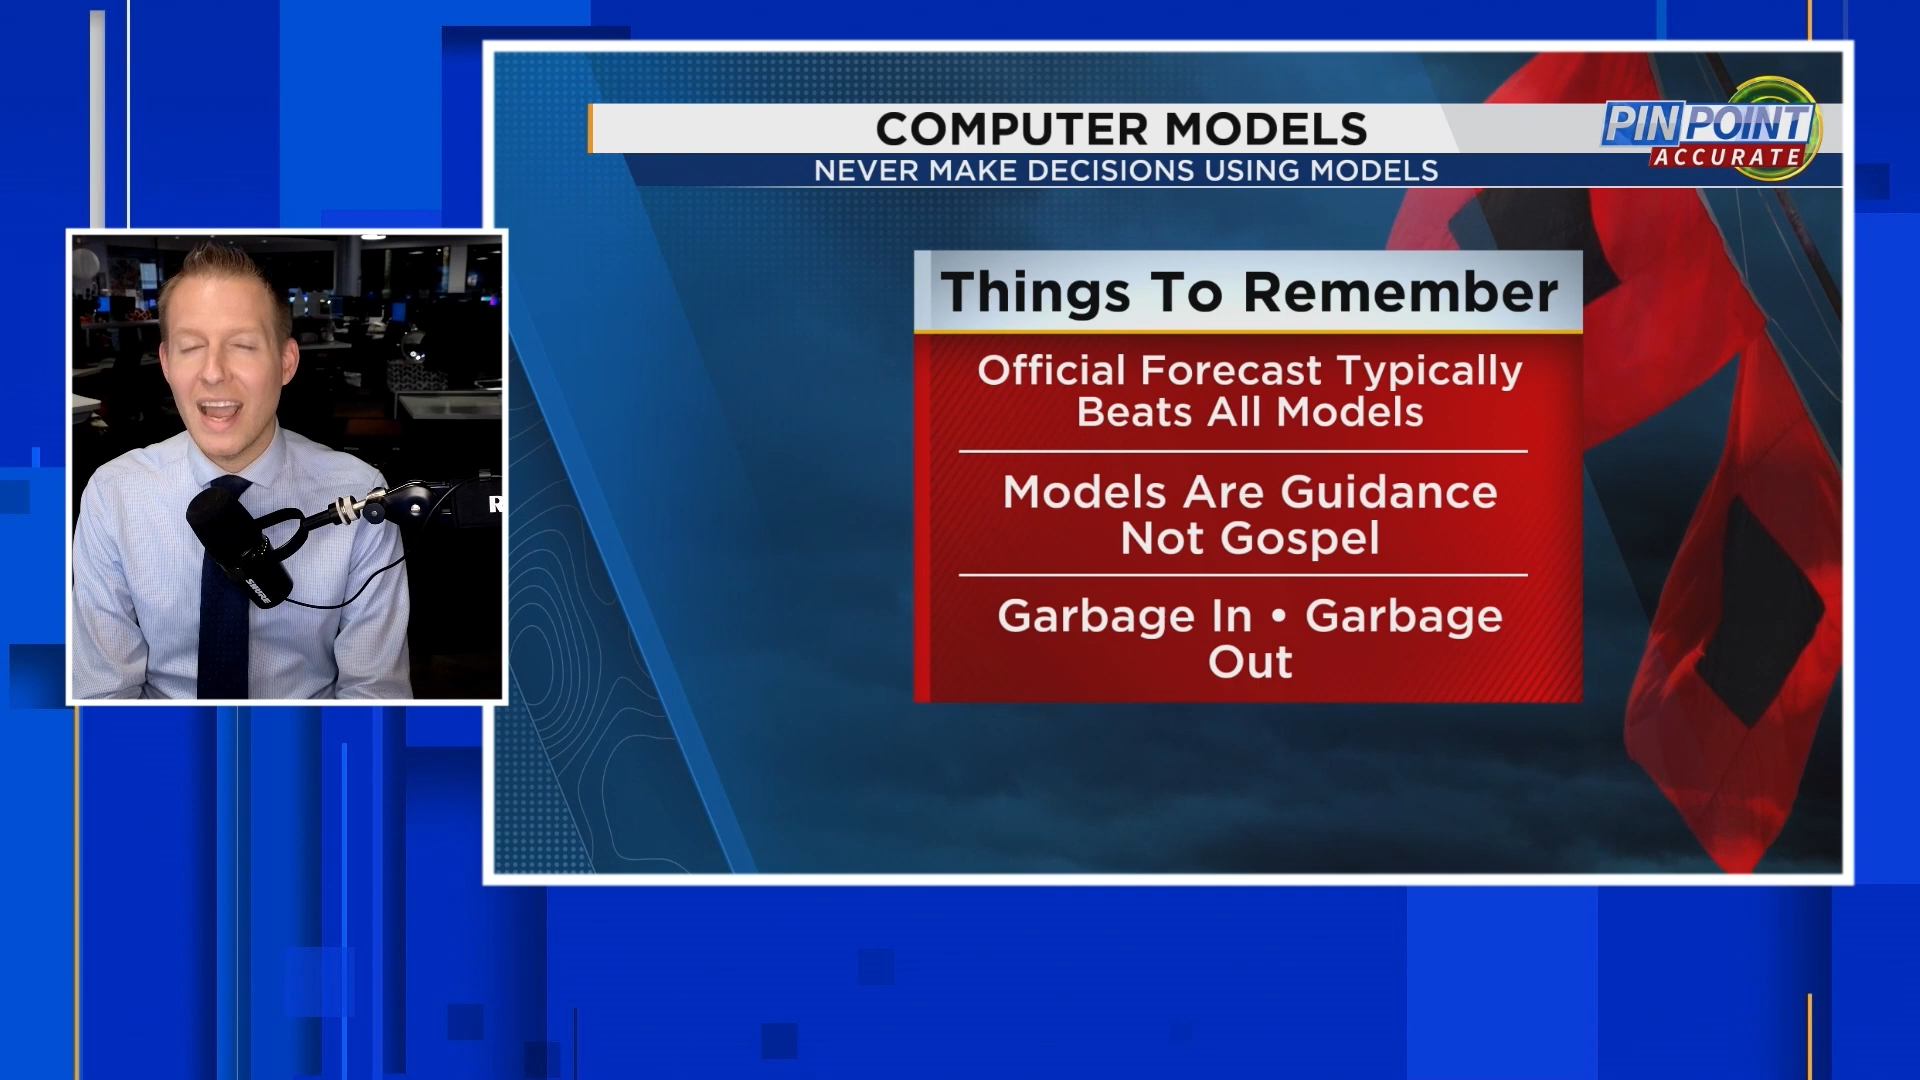 COMPUTER MODELS
NEVER MAKE DECISIONS USING MODELS
PINPOINT
ACCURATE
Things To Remember
Official Forecast Typically
Beats All Models
Models Are Guidance
Not Gospel
Garbage In • Garbage
Out
SHURE
R